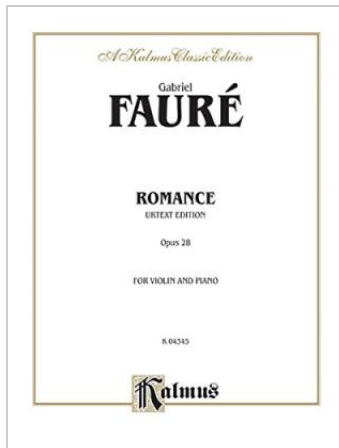 A Kalmus Classic Edition
Gabriel
FAURÉ
ROMANCE
URTEXT EDITION
Opus 28
FOR VIOLIN AND PIANO
K 04345
Kalmus